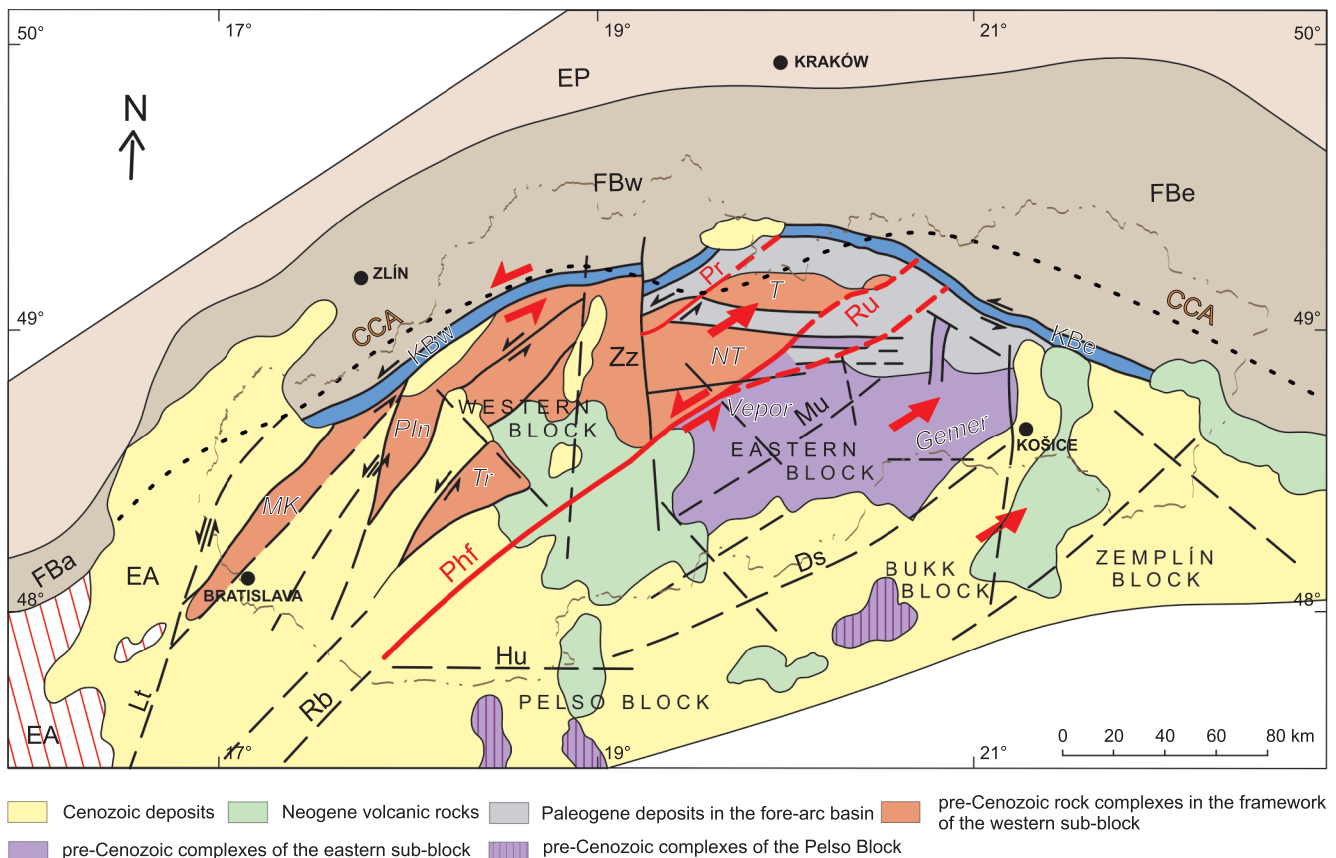 17°
19°
21°
50°
50°
KRAKÓW
EP
N
FBw
FBe
ZLÍN
CCA
CCA
Pr
T
Ru
49°
49°
KBw
KBe
Zz
NT
WESTERN
BLOCK
Pln
Vepor
Mu
EASTERN
BLOCK
Gemer
KOŠICE
Tr
MK
Phf
Ds
FBa
EA
BUKK
BLOCK
ZEMPLÍN
BLOCK
48°
48°
BRATISLAVA
Hu
Lt
Rb
PELSO BLOCK
EA
17°
19°
21°
0 20 40 60 80 km
Cenozoic deposits
Neogene volcanic rocks
Paleogene deposits in the fore-arc basin
pre-Cenozoic rock complexes in the framework
of the western sub-block
pre-Cenozoic complexes of the eastern sub-block
pre-Cenozoic complexes of the Pelso Block